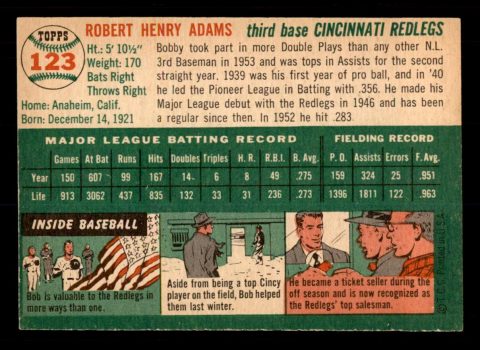 TOPPS
123
ROBERT HENRY ADAMS third base CINCINNATI REDLEGS
Ht.: 5' 10½"
Weight: 170
Bats Right
Throws Right
Home: Anaheim, Calif.
Born: December 14, 1921
Bobby took part in more Double Plays than any other N.L.
3rd Baseman in 1953 and was tops in Assists for the second
straight year. 1939 was his first year of pro ball, and in '40
he led the Pioneer League in Batting with .356. He made his
Major League debut with the Redlegs in 1946 and has been
a regular since then. In 1952 he hit .283.
MAJOR LEAGUE BATTING RECORD FIELDING RECORD
Games At Bat Runs Hits Doubles Triples H.R. R.B.I. B. Avg. P.O. Assists Errors F. Avg.
Year 150 607 99 167 14 6 8 49 .275 159 324 25 .951
Life 913 3062 437 835 132 33 31 236 .273 1396 1811 122 .963
INSIDE BASEBALL
Bob is valuable to the Redlegs in
more ways than one.
Aside from being a top Cincy
player on the field, Bob helped
them last winter.
He became a ticket seller during the
off season and is now recognized as
the Redlegs' top salesman.
© T.C.G. Printed in U.S.A.